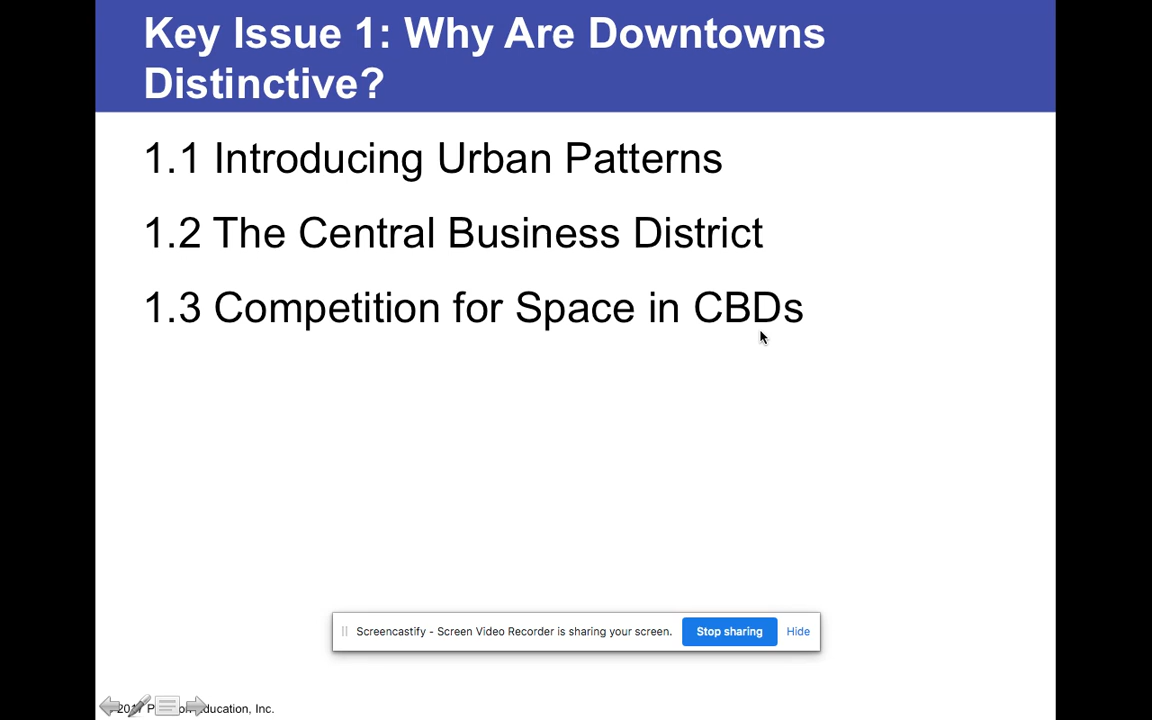 Key Issue 1: Why Are Downtowns
Distinctive?
1.1 Introducing Urban Patterns
1.2 The Central Business District
1.3 Competition for Space in CBDs
Screencastify - Screen Video Recorder is sharing your screen. Stop sharing Hide
Education, Inc.